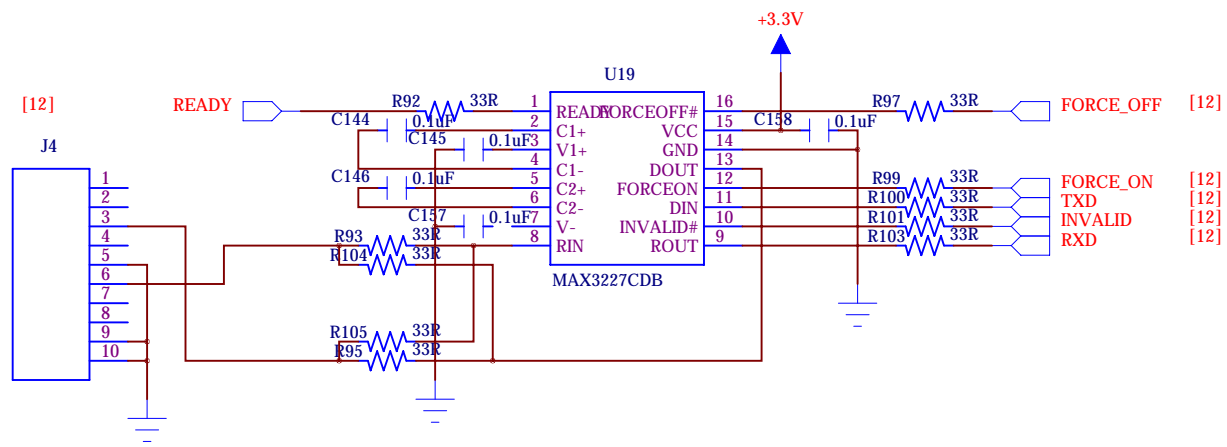 +3.3V
U19
[12]
READY
R92
33R
1
READY
FORCEOFF#
16
R97
33R
FORCE_OFF
[12]
C144
0.1uF
2
C1+
VCC
15
C158
0.1uF
J4
C145
0.1uF
3
V1+
GND
14
4
C1-
DOUT
13
C146
0.1uF
5
C2+
FORCEON
12
R99
33R
FORCE_ON
[12]
6
C2-
DIN
11
R100
33R
TXD
[12]
C157
0.1uF
7
V-
INVALID#
10
R101
33R
INVALID
[12]
R93
33R
8
RIN
ROUT
9
R103
33R
RXD
[12]
R104
33R
MAX3227CDB
1
2
3
4
5
6
7
8
9
10
R105
33R
R95
33R